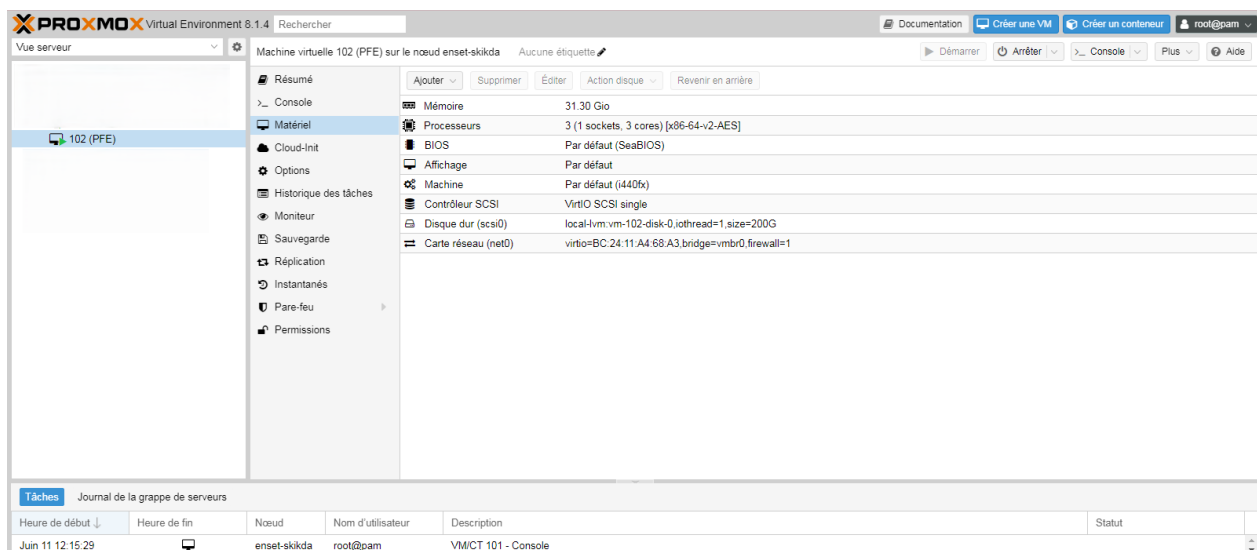 PROXMOX Virtual Environment 8.1.4 Rechercher Documentation Créer une VM Créer un conteneur root@pam
Vue serveur
Machine virtuelle 102 (PFE) sur le nœud enset-skikda Aucune étiquette Démarrer Arrêter >_ Console Plus Aide
102 (PFE)
Résumé
>_ Console
Matériel
Cloud-Init
Options
Historique des tâches
Moniteur
Sauvegarde
Réplication
Instantanés
Pare-feu
Permissions
Ajouter Supprimer Éditer Action disque Revenir en arrière
Mémoire 31.30 Gio
Processeurs 3 (1 sockets, 3 cores) [x86-64-v2-AES]
BIOS Par défaut (SeaBIOS)
Affichage Par défaut
Machine Par défaut (i440fx)
Contrôleur SCSI VirtIO SCSI single
Disque dur (scsi0) local-lvm:vm-102-disk-0,iothread=1,size=200G
Carte réseau (net0) virtio=BC:24:11:A4:68:A3,bridge=vmbr0,firewall=1
Tâches Journal de la grappe de serveurs
Heure de début ↓ Heure de fin Nœud Nom d'utilisateur Description Statut
Juin 11 12:15:29 enset-skikda root@pam VM/CT 101 - Console